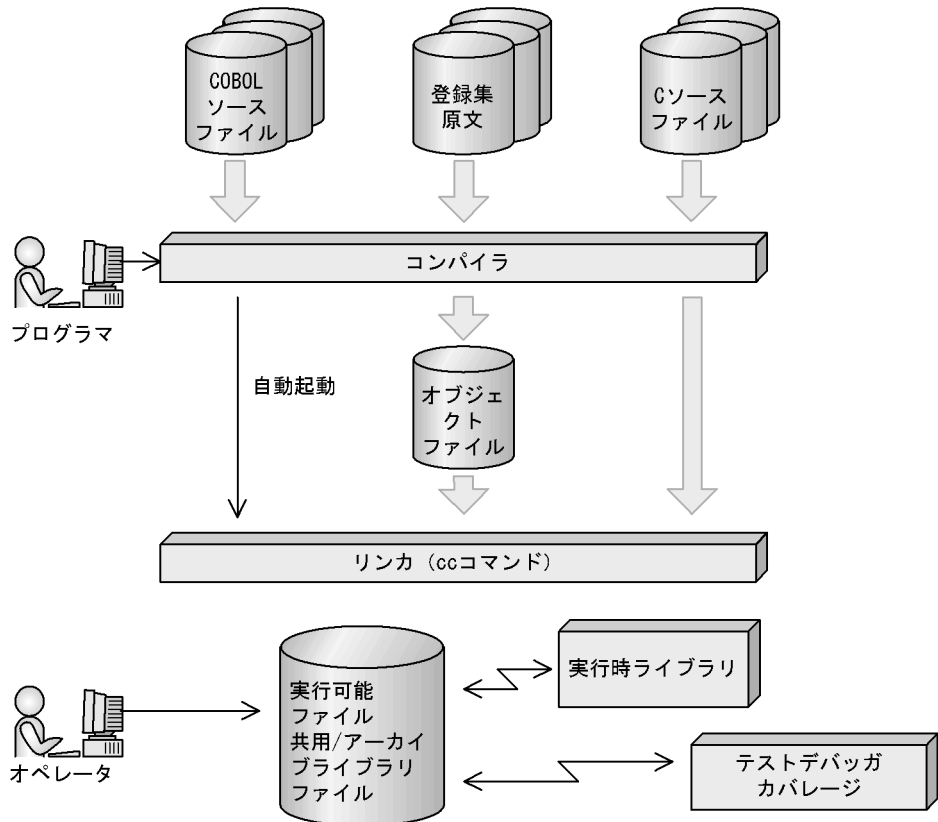 COBOL
ソース
ファイル
登録集
原文
Cソース
ファイル
コンパイラ
プログラマ
自動起動
オブジェ
クト
ファイル
リンカ（ccコマンド）
実行時ライブラリ
実行可能
ファイル
共用/アーカイ
ブライブラリ
ファイル
オペレータ
テストデバッガ
カバレージ